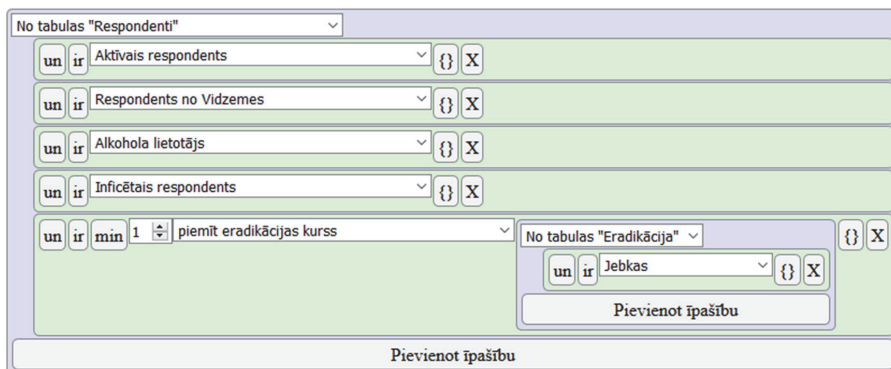 No tabulas "Respondenti"
un ir Aktīvais respondents {} X
un ir Respondents no Vidzemes {} X
un ir Alkohola lietotājs {} X
un ir Inficētais respondents {} X
un ir min 1 piemīt eradikācijas kurss No tabulas "Eradikācija" {} X
un ir Jebkas {} X
Pievienot īpašību
Pievienot īpašību